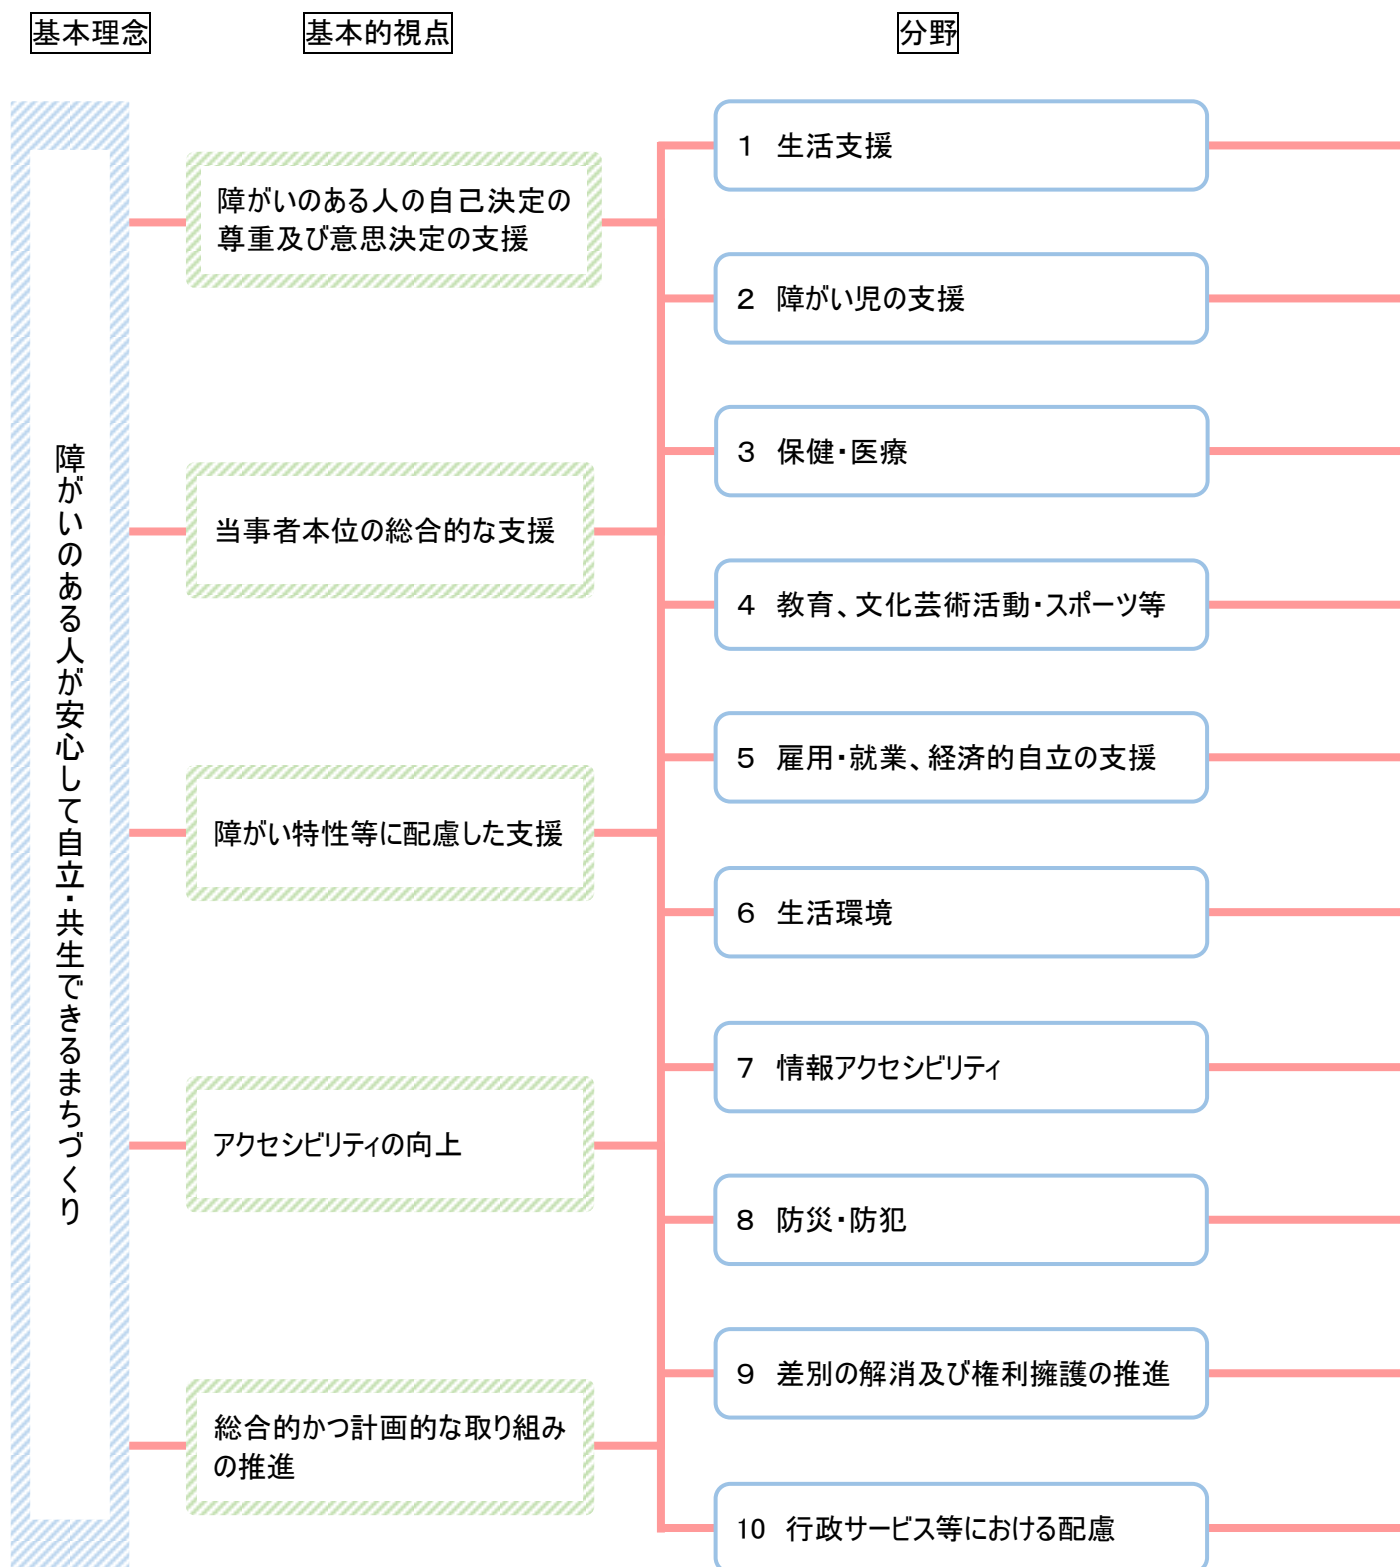 基本理念
基本的視点
分野
障がいのある人が安心して自立・共生できるまちづくり
障がいのある人の自己決定の
尊重及び意思決定の支援
当事者本位の総合的な支援
障がい特性等に配慮した支援
アクセシビリティの向上
総合的かつ計画的な取り組み
の推進
1　生活支援
2　障がい児の支援
3　保健・医療
4　教育、文化芸術活動・スポーツ等
5　雇用・就業、経済的自立の支援
6　生活環境
7　情報アクセシビリティ
8　防災・防犯
9　差別の解消及び権利擁護の推進
10　行政サービス等における配慮